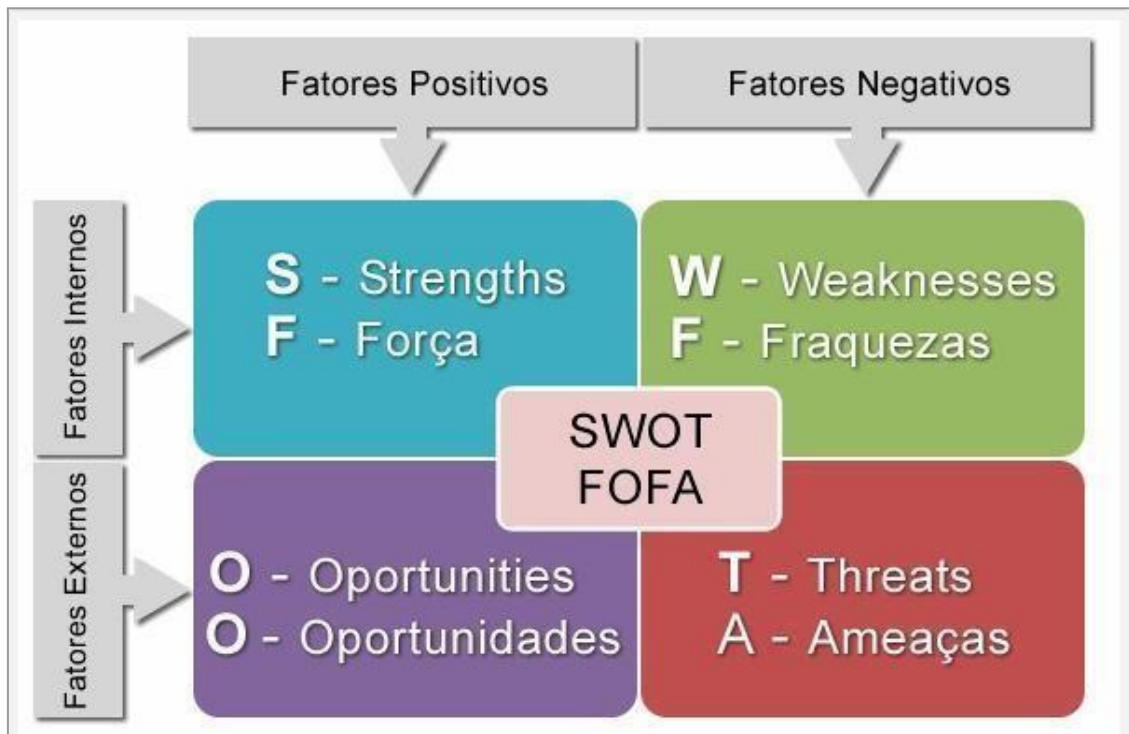 Fatores Positivos
Fatores Negativos
Fatores Internos
S - Strengths
F - Força
W - Weaknesses
F - Fraquezas
SWOT
FOFA
Fatores Externos
O - Oportunities
O - Oportunidades
T - Threats
A - Ameaças